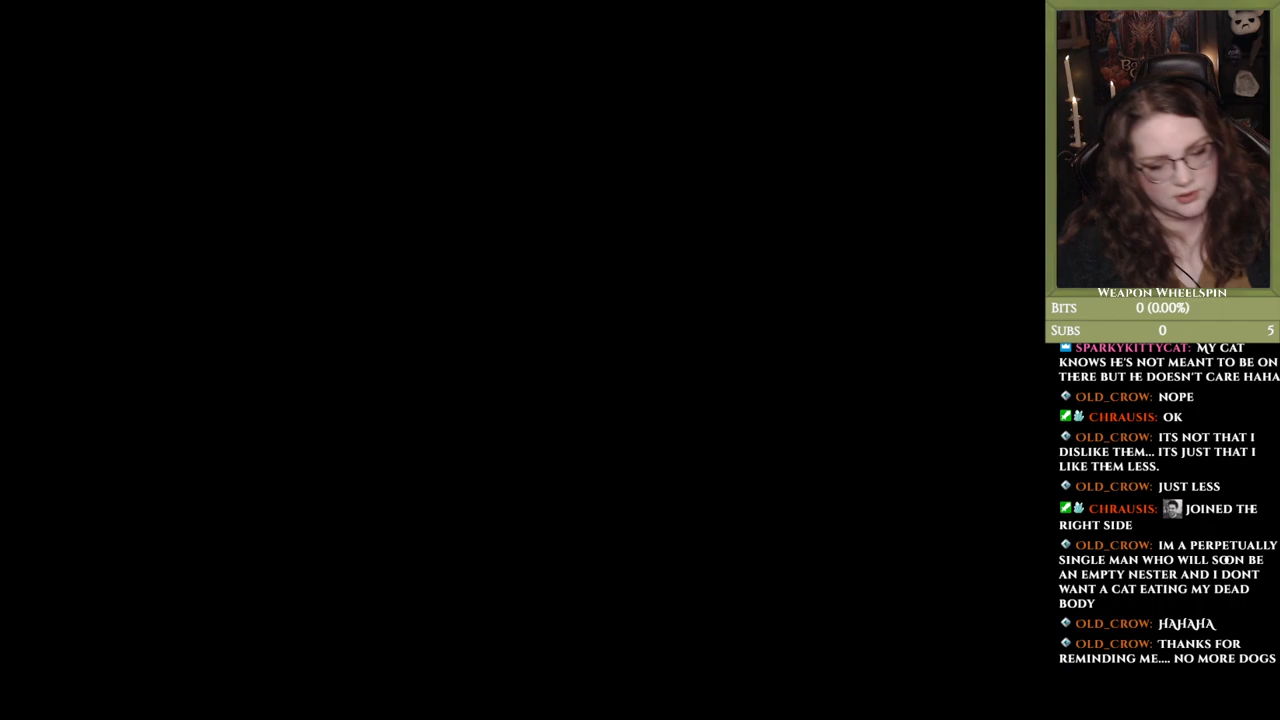 Weapon Wheelspin
Bits 0 (0.00%)
Subs 0 5
SPARKYKITTYCAT: MY CAT
KNOWS HE'S NOT MEANT TO BE ON
THERE BUT HE DOESN'T CARE HAHA
OLD_CROW: NOPE
CHRAUSIS: OK
OLD_CROW: ITS NOT THAT I
DISLIKE THEM... ITS JUST THAT I
LIKE THEM LESS.
OLD_CROW: JUST LESS
CHRAUSIS: JOINED THE
RIGHT SIDE
OLD_CROW: IM A PERPETUALLY
SINGLE MAN WHO WILL SOON BE
AN EMPTY NESTER AND I DONT
WANT A CAT EATING MY DEAD
BODY
OLD_CROW: HAHAHA
OLD_CROW: THANKS FOR
REMINDING ME.... NO MORE DOGS